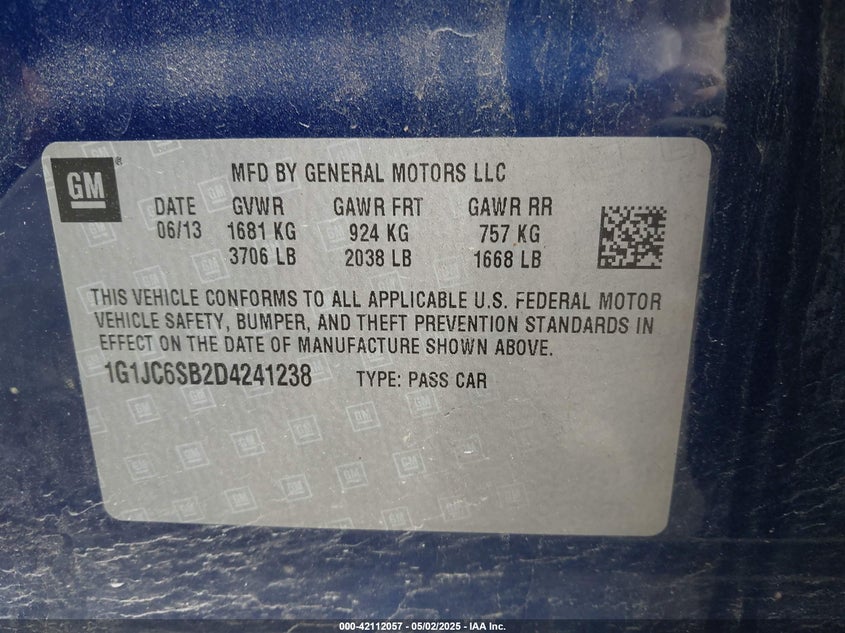 GM
MFD BY GENERAL MOTORS LLC
DATE GVWR GAWR FRT GAWR RR
06/13 1681 KG 924 KG 757 KG
3706 LB 2038 LB 1668 LB
THIS VEHICLE CONFORMS TO ALL APPLICABLE U.S. FEDERAL MOTOR
VEHICLE SAFETY, BUMPER, AND THEFT PREVENTION STANDARDS IN
EFFECT ON THE DATE OF MANUFACTURE SHOWN ABOVE.
1G1JC6SB2D4241238 TYPE: PASS CAR
000-42112057 - 05/02/2025 - IAA Inc.